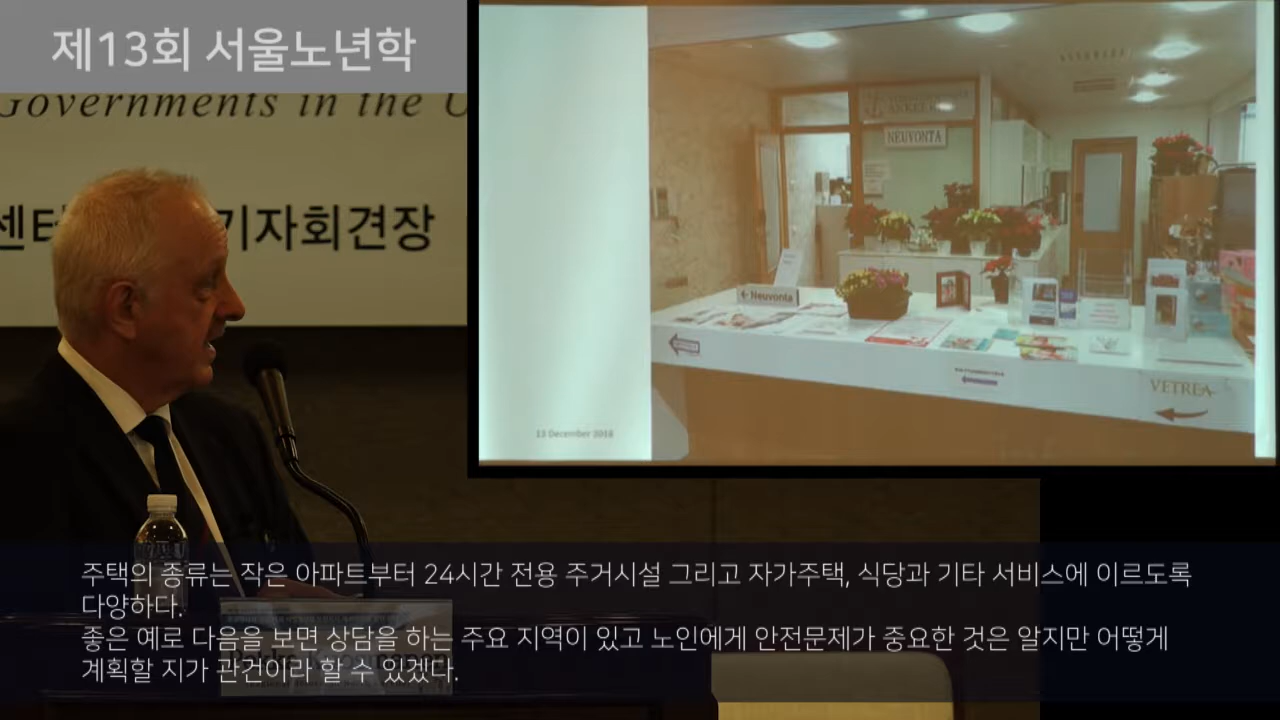 제13회 서울노년학
Governments in the U
센터
기자회견장
NEUVONTA
← Neuvonta
VETREA
13 December 2016
주택의 종류는 작은 아파트부터 24시간 전용 주거시설 그리고 자가주택, 식당과 기타 서비스에 이르도록
다양하다.
좋은 예로 다음을 보면 상담을 하는 주요 지역이 있고 노인에게 안전문제가 중요한 것은 알지만 어떻게
계획할 지가 관건이라 할 수 있겠다.